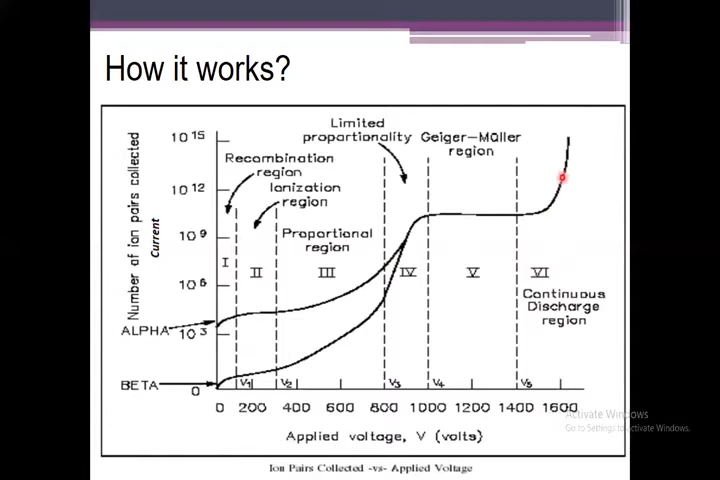 How it works?
Number of ion pairs collected
Current
10 15
10 12
10 9
10 6
10 3
0
ALPHA
BETA
Recombination
region
Ionization
region
Proportional
region
Limited
proportionality
Geiger-Müller
region
Continuous
Discharge
region
I
II
III
IV
V
VI
V1
V2
V3
V4
V5
0 200 400 600 800 1000 1200 1400 1600
Applied voltage, V (volts)
Ion Pairs Collected -vs- Applied Voltage
Activate Windows
Go to Settings to activate Windows.